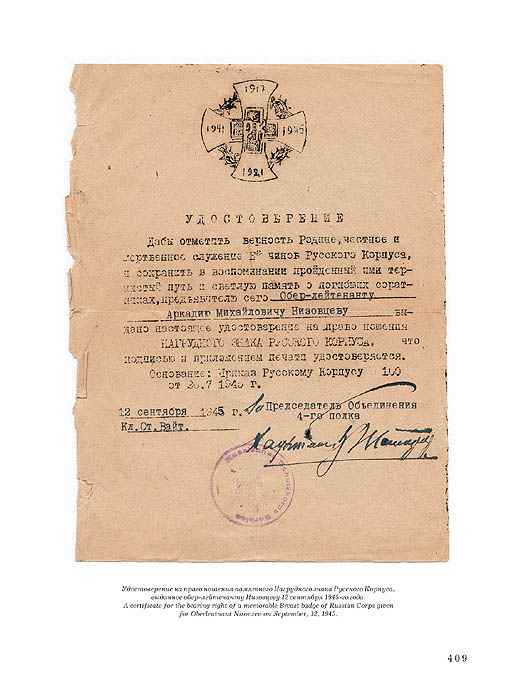 1917
1941 1945
1921
УДОСТОВЕРЕНИЕ
Дабы отметить верность Родине, честное и
жертвенное служение Ей чинов Русского Корпуса,
и сохранить в воспоминании пройденный ими тер-
нистый путь и светлую память о погибших сорат-
никах, предъявителю сего Обер-лейтенанту
Аркадию Михайловичу Низовцеву вы-
дано настоящее удостоверение на право ношения
НАГРУДНОГО ЗНАКА РУССКОГО КОРПУСА, что
подписью и приложением печати удостоверяется.
Основание: Приказ Русскому Корпусу № 100
от 25.7 1945 г.
12 сентября 1945 г. Председатель Объединения
Кл.Ст.Вайт. 4-го полка
Удостоверение на право ношения памятного Нагрудного знака Русского Корпуса,
выданное обер-лейтенанту Низовцеву 12 сентября 1945-го года.
A certificate for the bearing right of a memorable Breast badge of Russian Corps given
for Oberleutnant Nisovzev on September, 12, 1945.
409